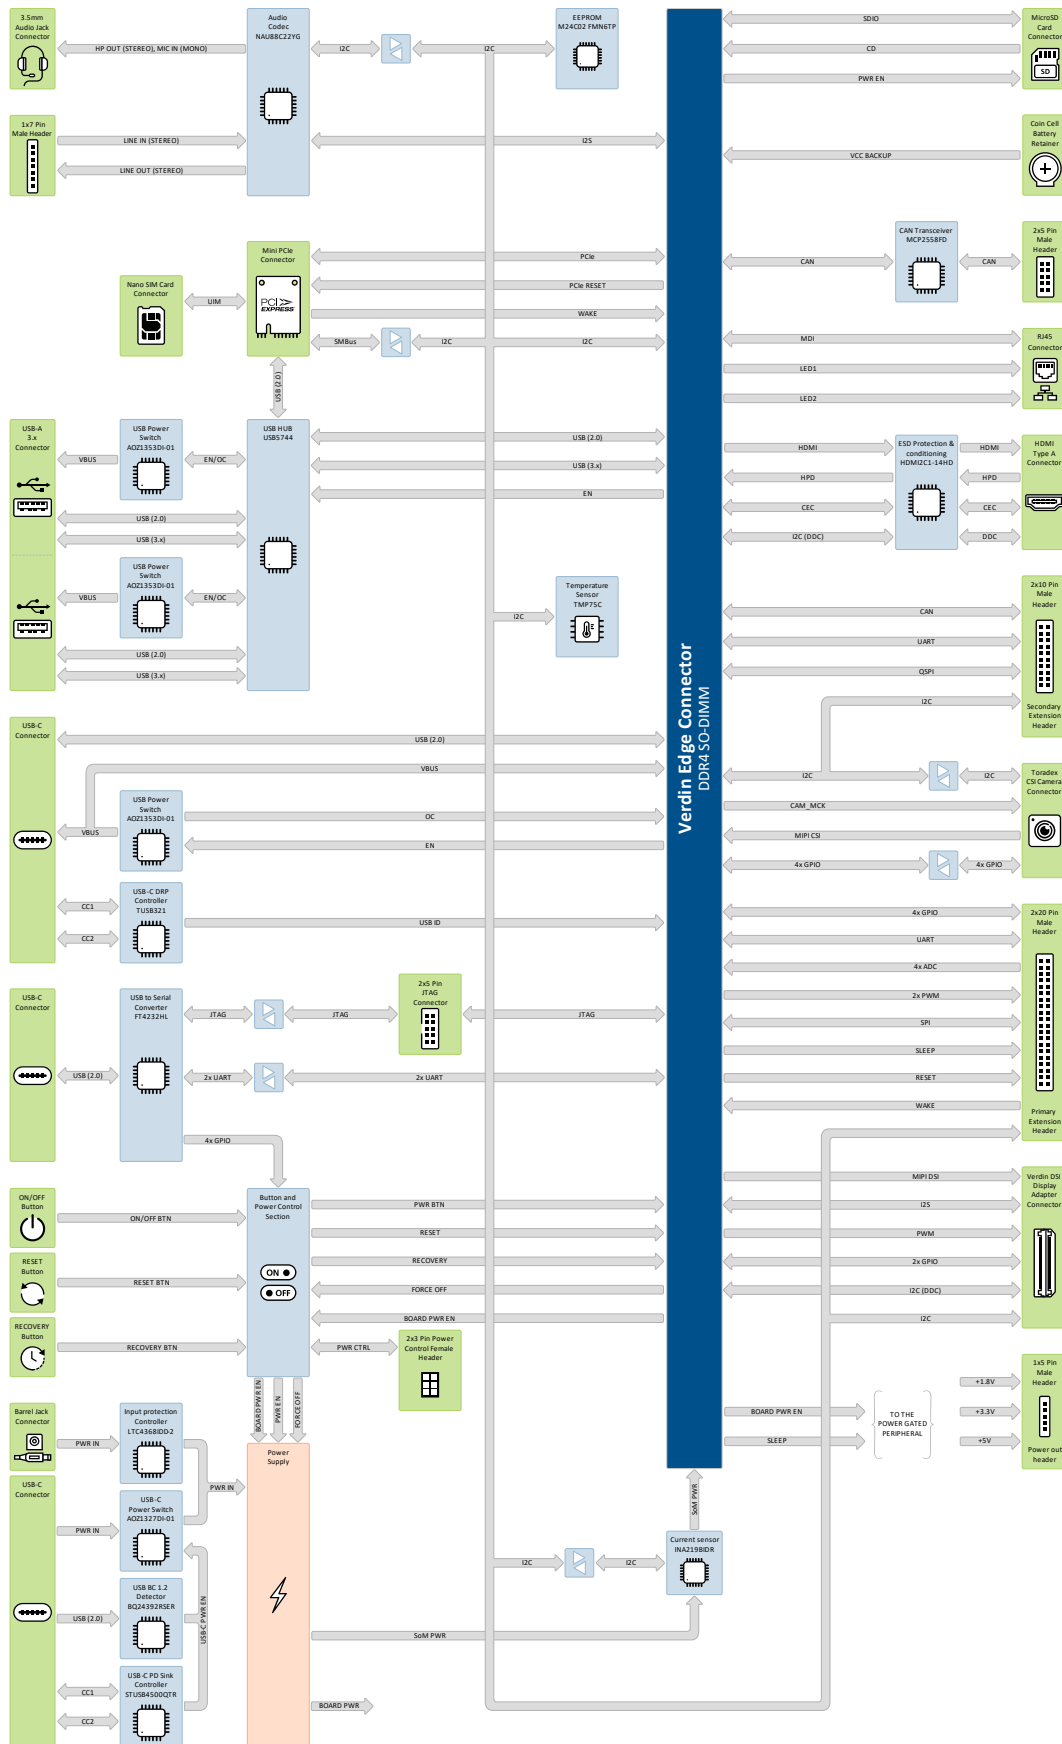 3.5mm
Audio Jack
Connector
HP OUT (STEREO), MIC IN (MONO)
Audio
Codec
NAU88C22YG
I2C
I2C
EEPROM
M24C02 FMN6TP
1x7 Pin
Male Header
LINE IN (STEREO)
LINE OUT (STEREO)
I2S
Mini PCIe
Connector
PCI
EXPRESS
Nano SIM Card
Connector
UIM
PCIe
PCIe RESET
WAKE
SMBus
I2C
I2C
USB (2.0)
USB-A
3.x
Connector
VBUS
USB Power
Switch
AOZ1353DI-01
EN/OC
USB HUB
USB5744
USB (2.0)
USB (3.x)
EN
USB (2.0)
USB (3.x)
VBUS
USB Power
Switch
AOZ1353DI-01
EN/OC
USB (2.0)
USB (3.x)
Temperature
Sensor
TMP75C
I2C
USB-C
Connector
USB (2.0)
VBUS
VBUS
USB Power
Switch
AOZ1353DI-01
OC
EN
CC1
CC2
USB-C DRP
Controller
TUSB321
USB ID
USB-C
Connector
USB (2.0)
USB to Serial
Converter
FT4232HL
JTAG
JTAG
2x5 Pin
JTAG
Connector
JTAG
2x UART
2x UART
4x GPIO
ON/OFF
Button
ON/OFF BTN
RESET
Button
RESET BTN
RECOVERY
Button
RECOVERY BTN
Button and
Power Control
Section
ON
OFF
PWR BTN
RESET
RECOVERY
FORCE OFF
BOARD PWR EN
PWR CTRL
2x3 Pin Power
Control Female
Header
BOARD PWR EN
PWR EN
FORCE OFF
Barrel Jack
Connector
PWR IN
Input protection
Controller
LTC4368IDD-2
PWR IN
Power
Supply
USB-C
Connector
PWR IN
USB-C
Power Switch
AOZ1327DI-01
USB (2.0)
USB BC 1.2
Detector
BQ24392RSER
USB-C PWR EN
CC1
CC2
USB-C PD Sink
Controller
STUSB4500QTR
SoM PWR
BOARD PWR
I2C
I2C
Current sensor
INA219BIDR
SoM PWR
Verdin Edge Connector
DDR4 SO-DIMM
SDIO
CD
PWR EN
MicroSD
Card
Connector
SD
VCC BACKUP
Coin Cell
Battery
Retainer
CAN
CAN Transceiver
MCP2558FD
CAN
2x5 Pin
Male
Header
MDI
LED1
LED2
RJ45
Connector
HDMI
HPD
CEC
I2C (DDC)
ESD Protection &
conditioning
HDMI2C1-14HD
HDMI
HPD
CEC
DDC
HDMI
Type A
Connector
CAN
UART
QSPI
I2C
2x10 Pin
Male
Header
Secondary
Extension
Header
I2C
I2C
CAM_MCK
MIPI CSI
4x GPIO
4x GPIO
Toradex
CSI Camera
Connector
4x GPIO
UART
4x ADC
2x PWM
SPI
SLEEP
RESET
WAKE
2x20 Pin
Male
Header
Primary
Extension
Header
MIPI DSI
I2S
PWM
2x GPIO
I2C (DDC)
I2C
Verdin DSI
Display
Adapter
Connector
BOARD PWR EN
SLEEP
TO THE
POWER GATED
PERIPHERAL
+1.8V
+3.3V
+5V
1x5 Pin
Male
Header
Power out
header